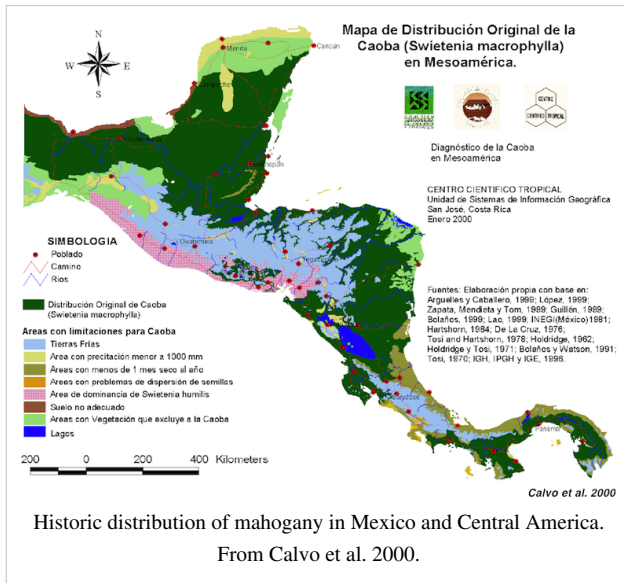 Mapa de Distribución Original de la
Caoba (Swietenia macrophylla)
en Mesoamérica.
N
W E
S
Merida
Cancún
Diagnóstico de la Caoba
en Mesoamérica
CENTRO CIENTIFICO TROPICAL
Unidad de Sistemas de Información Geográfica
San José, Costa Rica
Enero 2000
CENTRO
CIENTIFICO TROPICAL
Guatemala
Panamá
SIMBOLOGIA
Poblado
Camino
Rios
Distribución Original de Caoba
(Swietenia macrophylla)
Areas con limitaciones para Caoba
Tierras Frías
Area con precitación menor a 1000 mm
Areas con menos de 1 mes seco al año
Areas con problemas de dispersión de semillos
Area de dominancia de Swietenia humilis
Suelo no adecuado
Areas con Vegetación que excluye a la Caoba
Lagos
Fuentes: Elaboración propia con base en:
Arguelles y Caballero, 1999; López, 1999;
Zapata, Mendieta y Tom, 1989; Guillén, 1989;
Bolaños, 1999; Lao, 1999; INEGI(México)1981;
Hartshorn, 1984; De La Cruz, 1976;
Tosi and Hartshorn, 1978; Holdridge, 1962;
Holdridge y Tosi, 1971; Bolaños y Watson, 1991;
Tosi, 1970; IGH, IPGH y IGE, 1996.
200 0 200 400 Kilometers
Calvo et al. 2000
Historic distribution of mahogany in Mexico and Central America.
From Calvo et al. 2000.